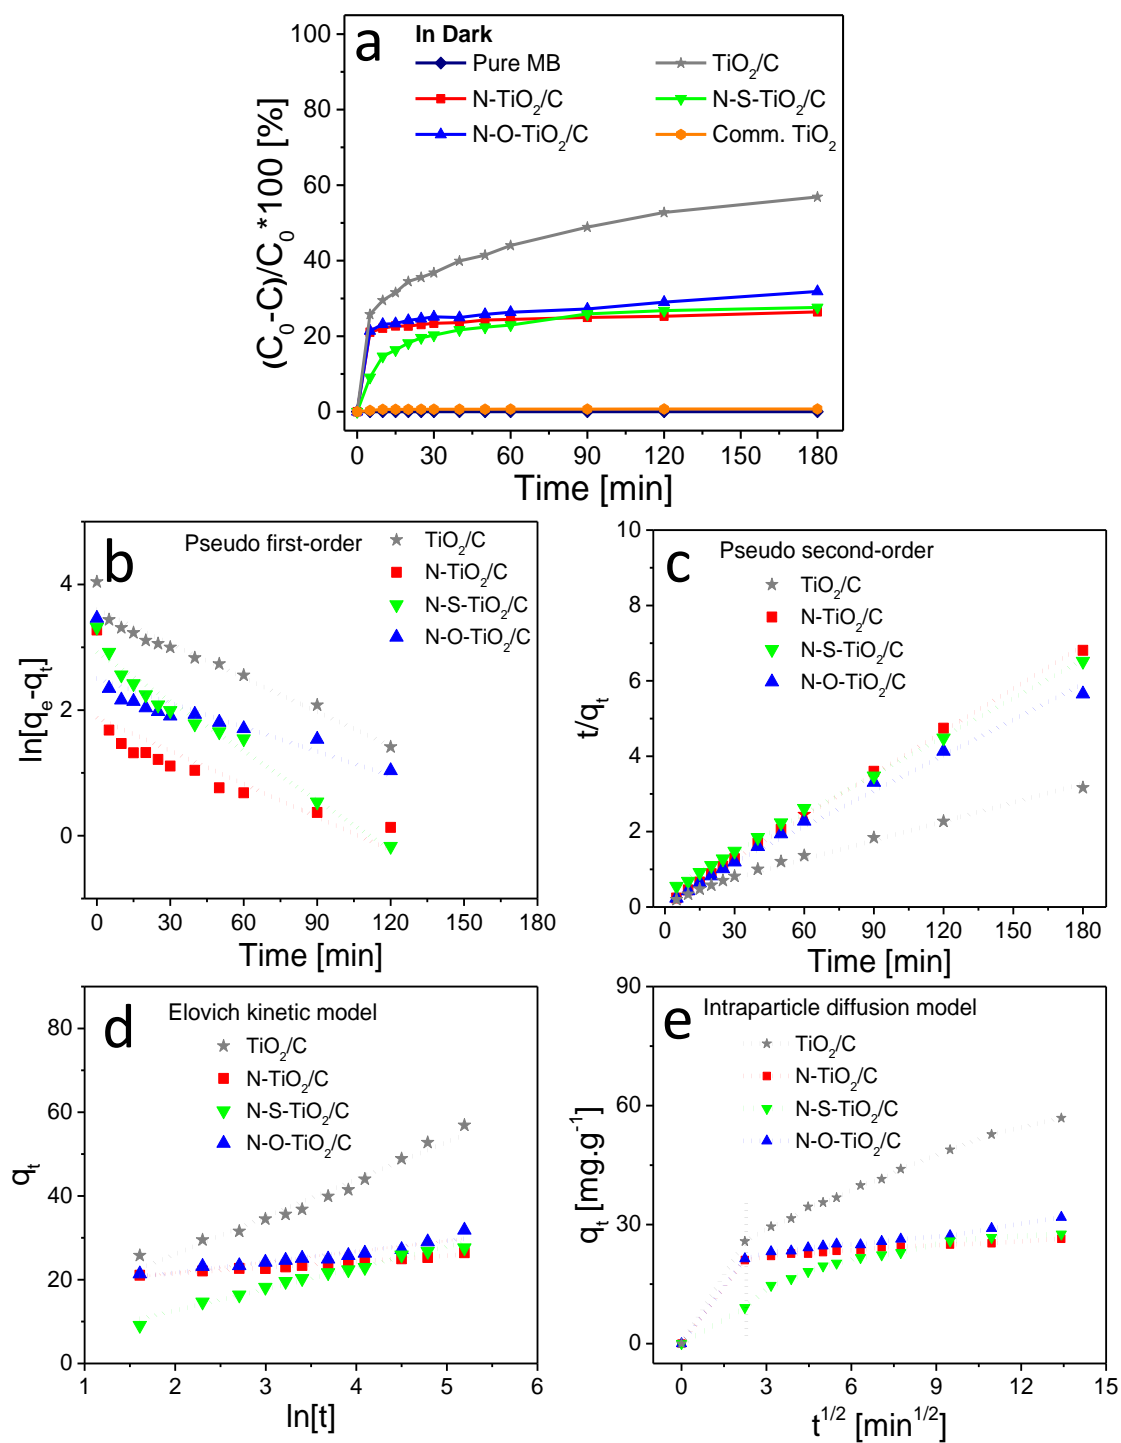 a
In Dark
Pure MB
TiO₂/C
N-TiO₂/C
N-S-TiO₂/C
N-O-TiO₂/C
Comm. TiO₂
(C₀-C)/C₀*100 [%]
100
80
60
40
20
0
0 30 60 90 120 150 180
Time [min]
b
Pseudo first-order
TiO₂/C
N-TiO₂/C
N-S-TiO₂/C
N-O-TiO₂/C
ln[qₑ-qₜ]
4
2
0
0 30 60 90 120 150 180
Time [min]
c
Pseudo second-order
TiO₂/C
N-TiO₂/C
N-S-TiO₂/C
N-O-TiO₂/C
t/qₜ
10
8
6
4
2
0
0 30 60 90 120 150 180
Time [min]
d
Elovich kinetic model
TiO₂/C
N-TiO₂/C
N-S-TiO₂/C
N-O-TiO₂/C
qₜ
80
60
40
20
0
1 2 3 4 5 6
ln[t]
e
Intraparticle diffusion model
TiO₂/C
N-TiO₂/C
N-S-TiO₂/C
N-O-TiO₂/C
qₜ [mg.g⁻¹]
90
60
30
0
0 3 6 9 12 15
t¹ᐟ² [min¹ᐟ²]